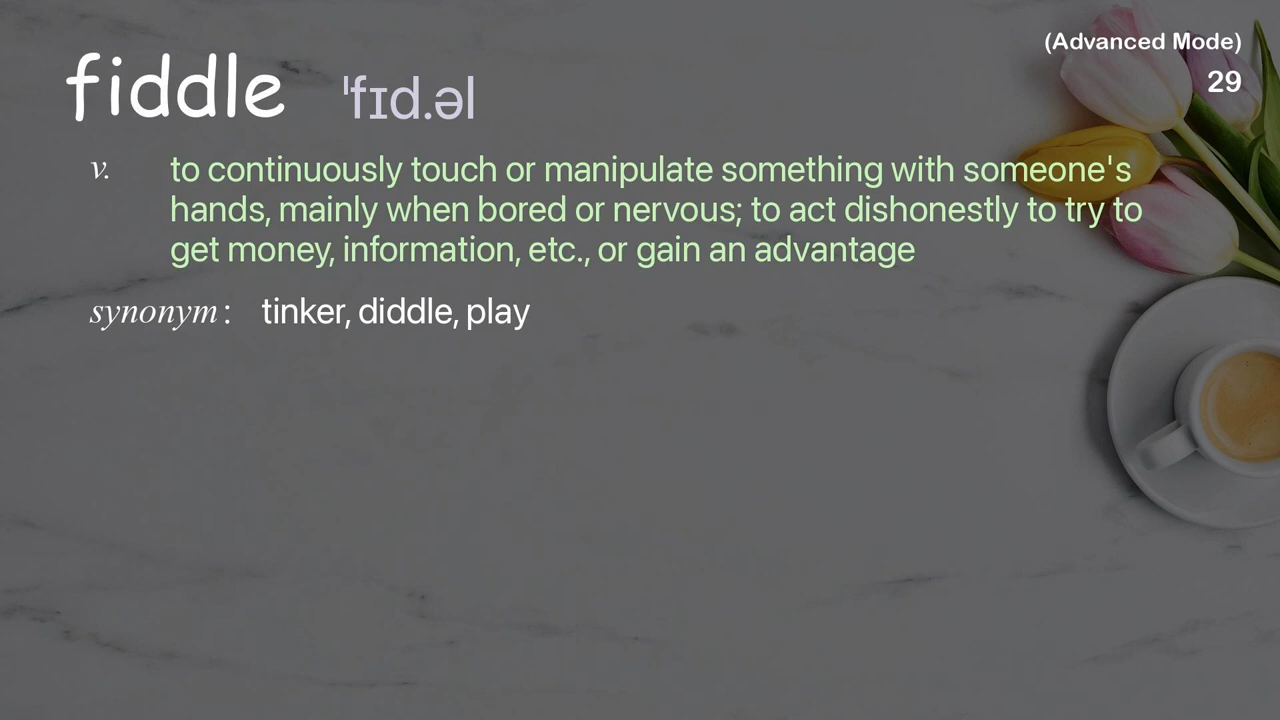 (Advanced Mode)
29
fiddle ˈfɪd.əl
v. to continuously touch or manipulate something with someone's
hands, mainly when bored or nervous; to act dishonestly to try to
get money, information, etc., or gain an advantage
synonym : tinker, diddle, play